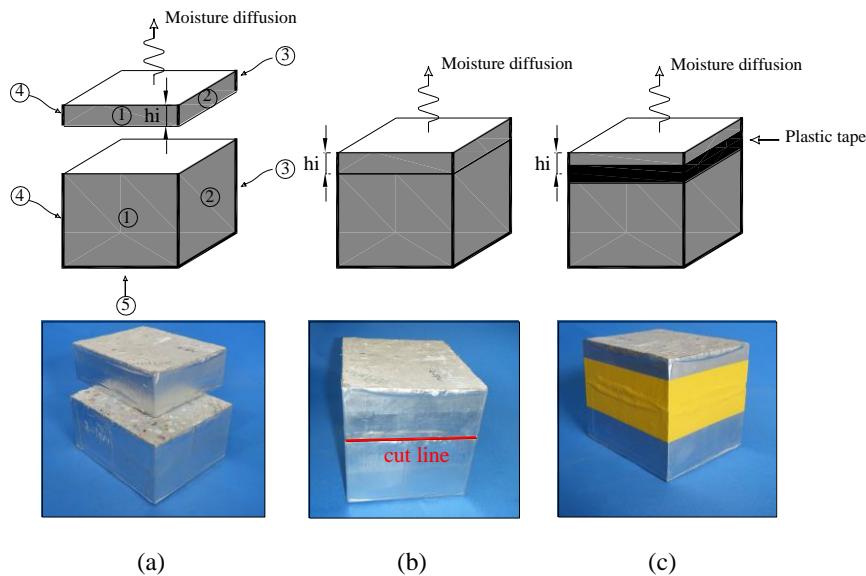 Moisture diffusion
③
④
①
hi
②
③
④
①
②
⑤
Moisture diffusion
hi
Moisture diffusion
Plastic tape
hi
cut line
(a)
(b)
(c)